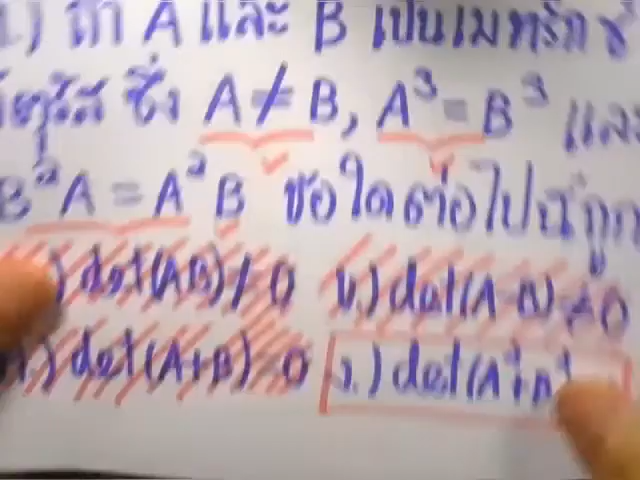 ถ้า A และ B เป็นเมทริกซ์
จัตุรัส ซึ่ง A ≠ B, A³ = B³ และ
B²A = A²B ข้อใดต่อไปนี้ถูก
.) det(AB) ≠ 0 ข.) det(A-B) ≠ 0
.) det(A+B) = 0 ง.) det(A²+B²